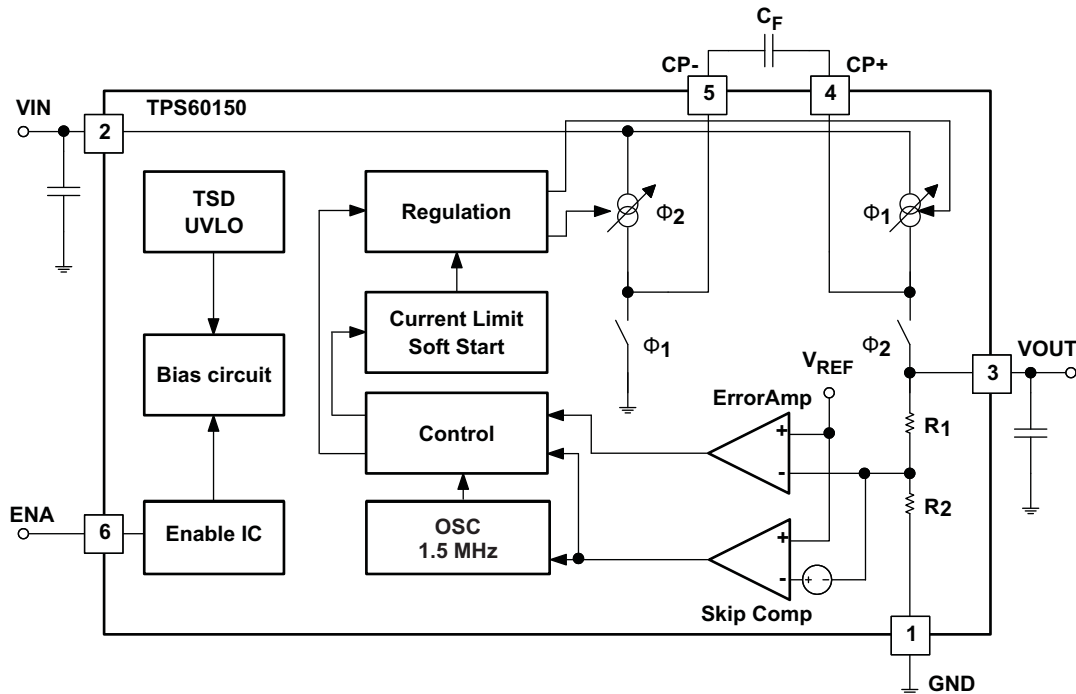 C_F
CP-
CP+
5
4
VIN
TPS60150
2
TSD
UVLO
Regulation
Φ2
Φ1
Current Limit
Soft Start
Bias circuit
Φ1
Φ2
VOUT
3
V_REF
ErrorAmp
+
-
R1
Control
ENA
6
Enable IC
OSC
1.5 MHz
R2
+
-
+ -
Skip Comp
1
GND